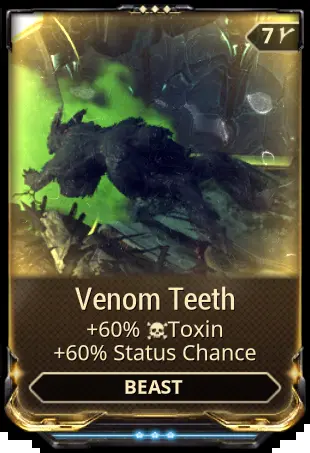 7
Venom Teeth
+60% Toxin
+60% Status Chance
BEAST